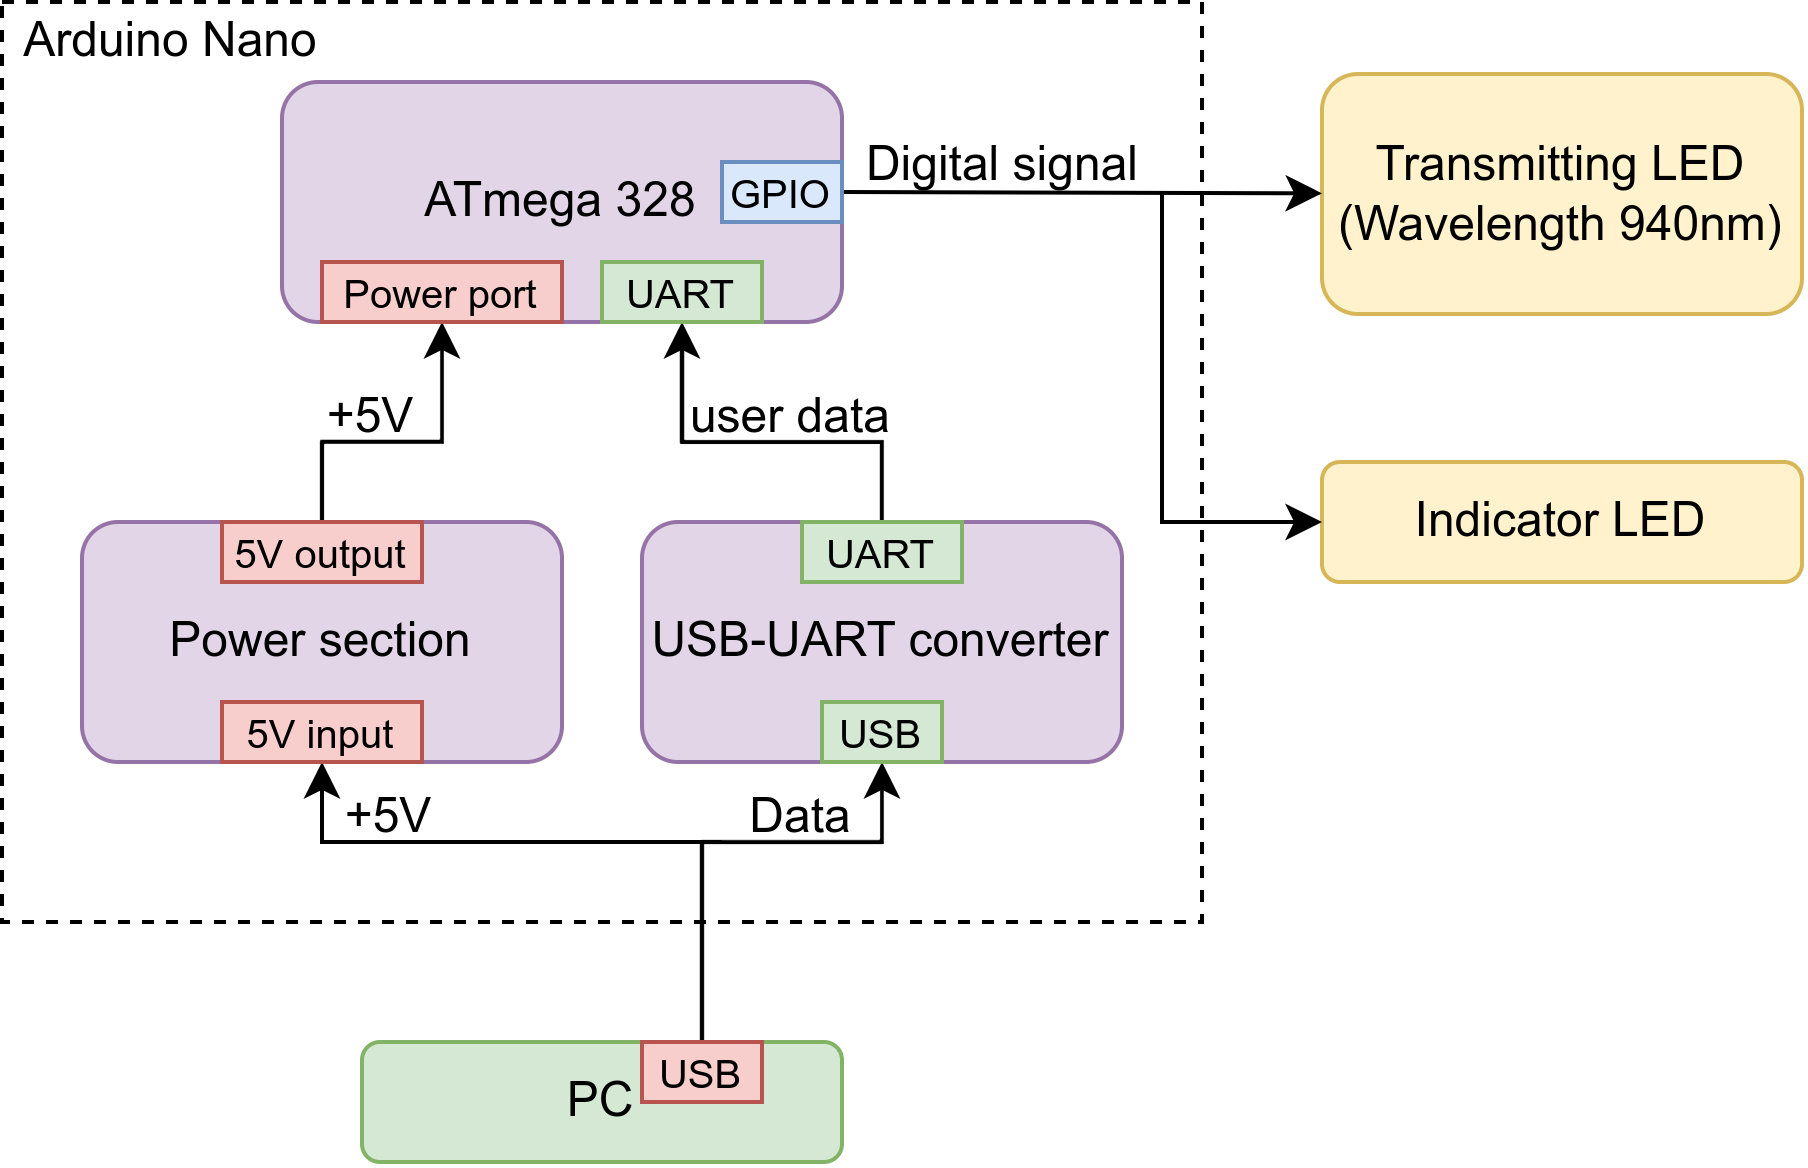 Arduino Nano
ATmega 328
GPIO
Power port
UART
Digital signal
Transmitting LED
(Wavelength 940nm)
+5V
user data
Indicator LED
5V output
Power section
5V input
UART
USB-UART converter
USB
+5V
Data
USB
PC